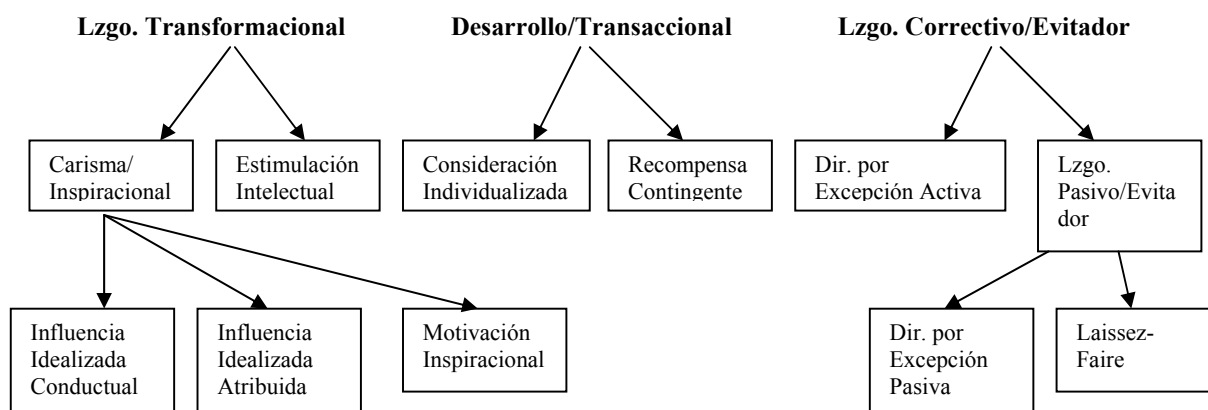 Lzgo. Transformacional
Desarrollo/Transaccional
Lzgo. Correctivo/Evitador
Carisma/
Inspiracional
Estimulación
Intelectual
Consideración
Individualizada
Recompensa
Contingente
Dir. por
Excepción Activa
Lzgo.
Pasivo/Evita
dor
Influencia
Idealizada
Conductual
Influencia
Idealizada
Atribuida
Motivación
Inspiracional
Dir. por
Excepción
Pasiva
Laissez-
Faire